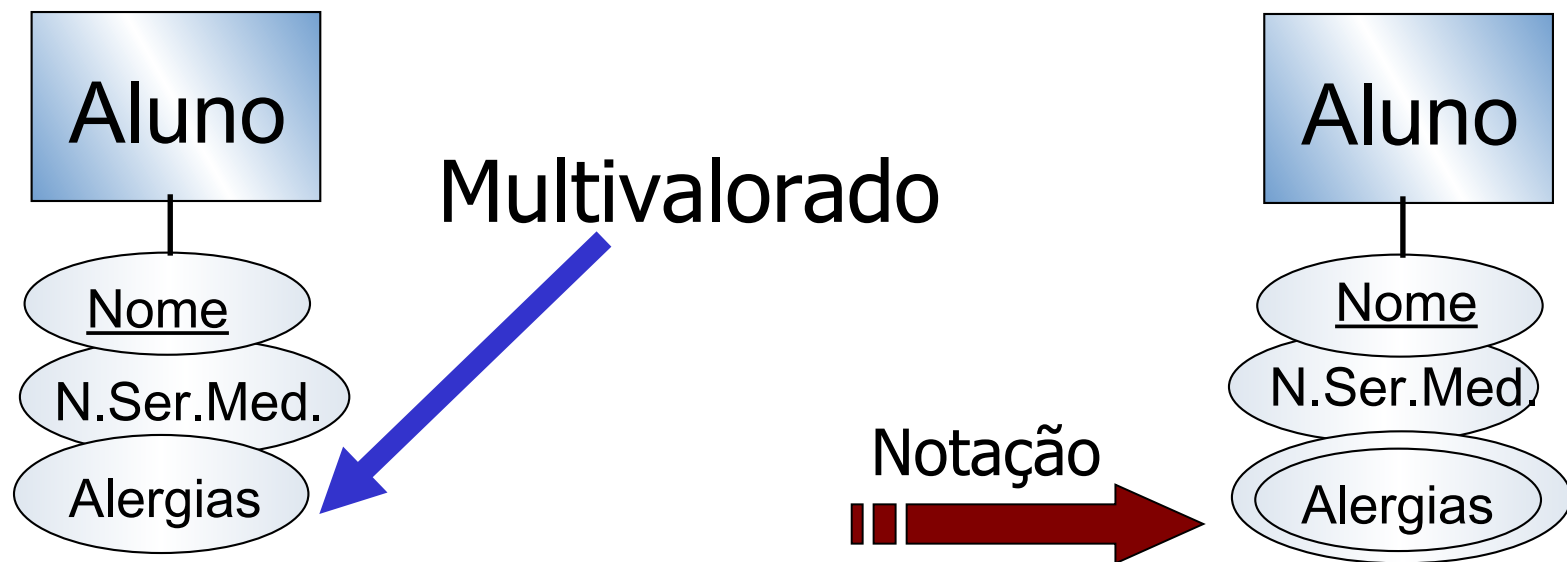 Aluno
Nome
N.Ser.Med.
Alergias
Multivalorado
Notação
Aluno
Nome
N.Ser.Med.
Alergias